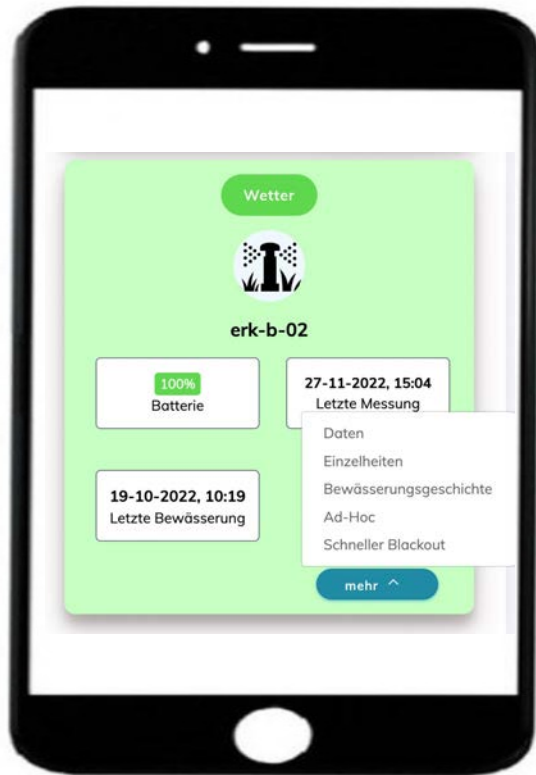 Wetter
erk-b-02
100%
Batterie
27-11-2022, 15:04
Letzte Messung
19-10-2022, 10:19
Letzte Bewässerung
Daten
Einzelheiten
Bewässerungsgeschichte
Ad-Hoc
Schneller Blackout
mehr